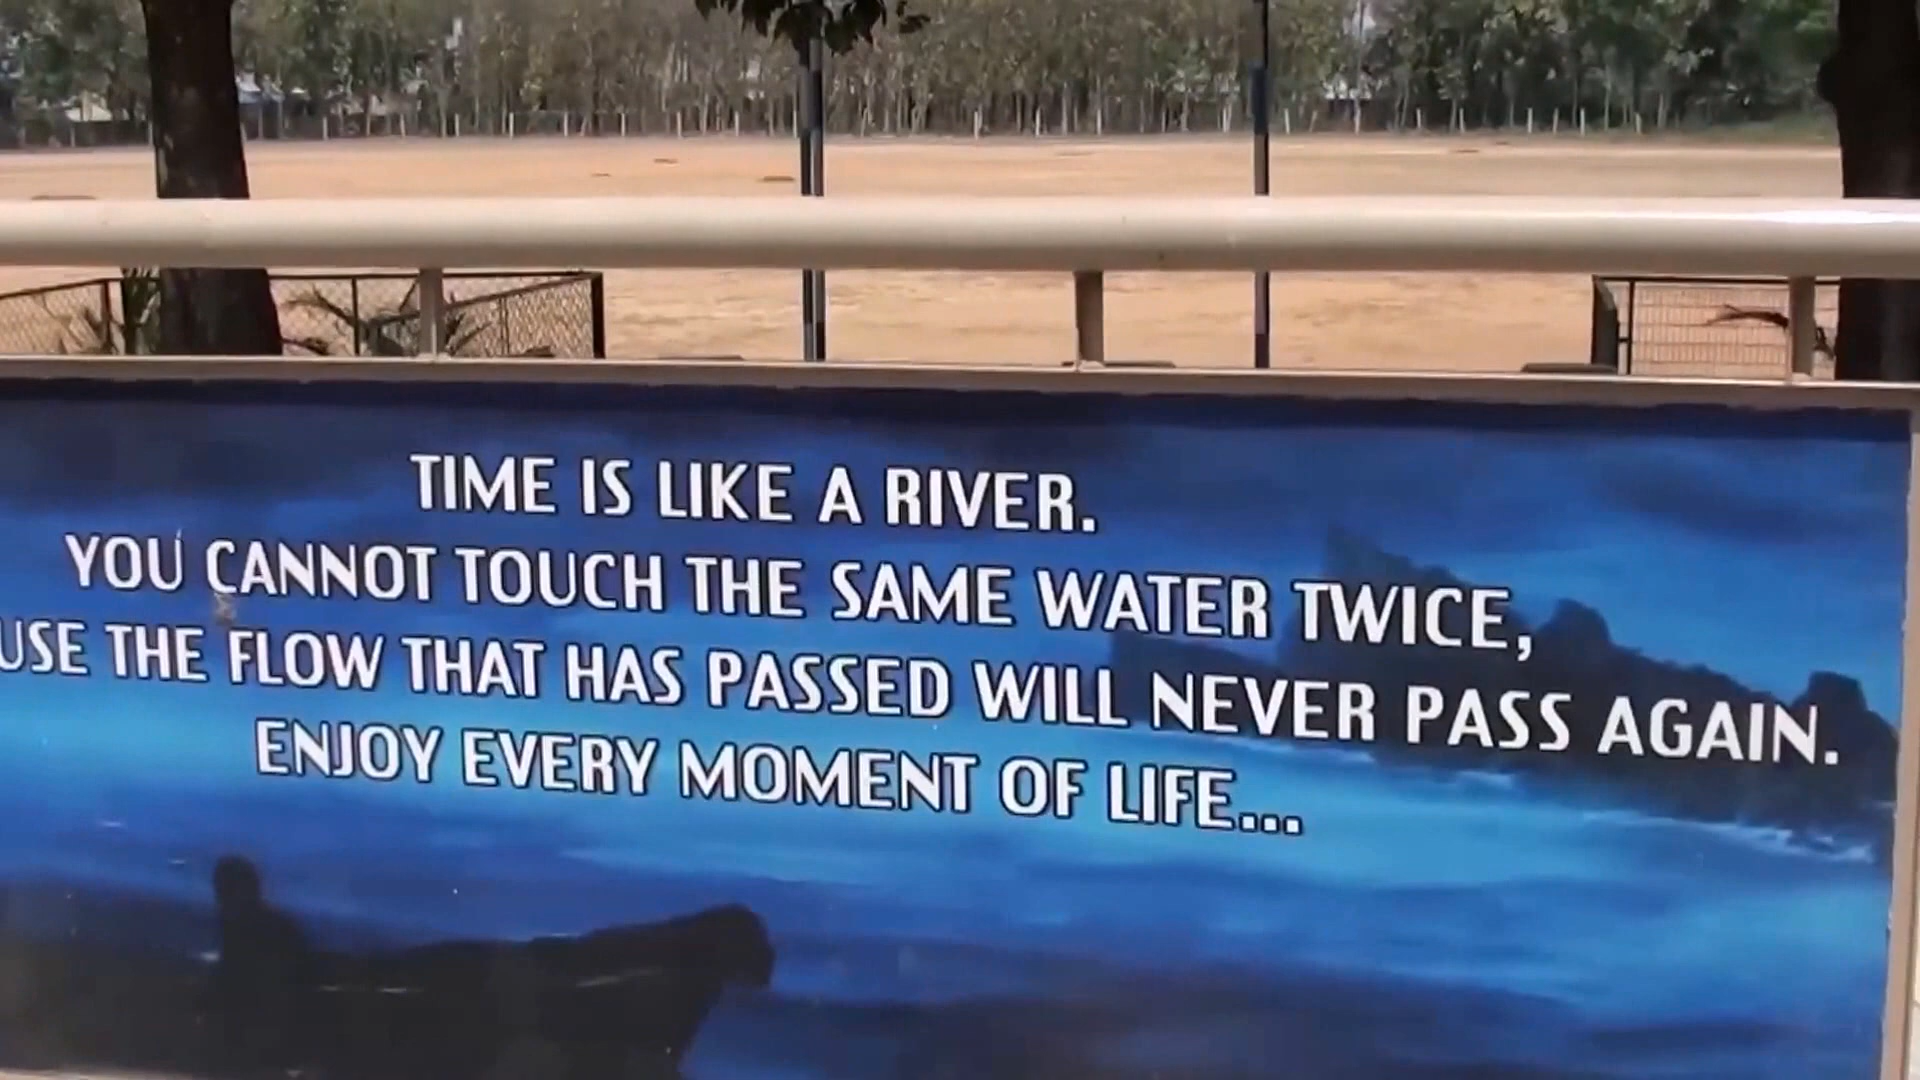 TIME IS LIKE A RIVER.
YOU CANNOT TOUCH THE SAME WATER TWICE,
USE THE FLOW THAT HAS PASSED WILL NEVER PASS AGAIN.
ENJOY EVERY MOMENT OF LIFE...